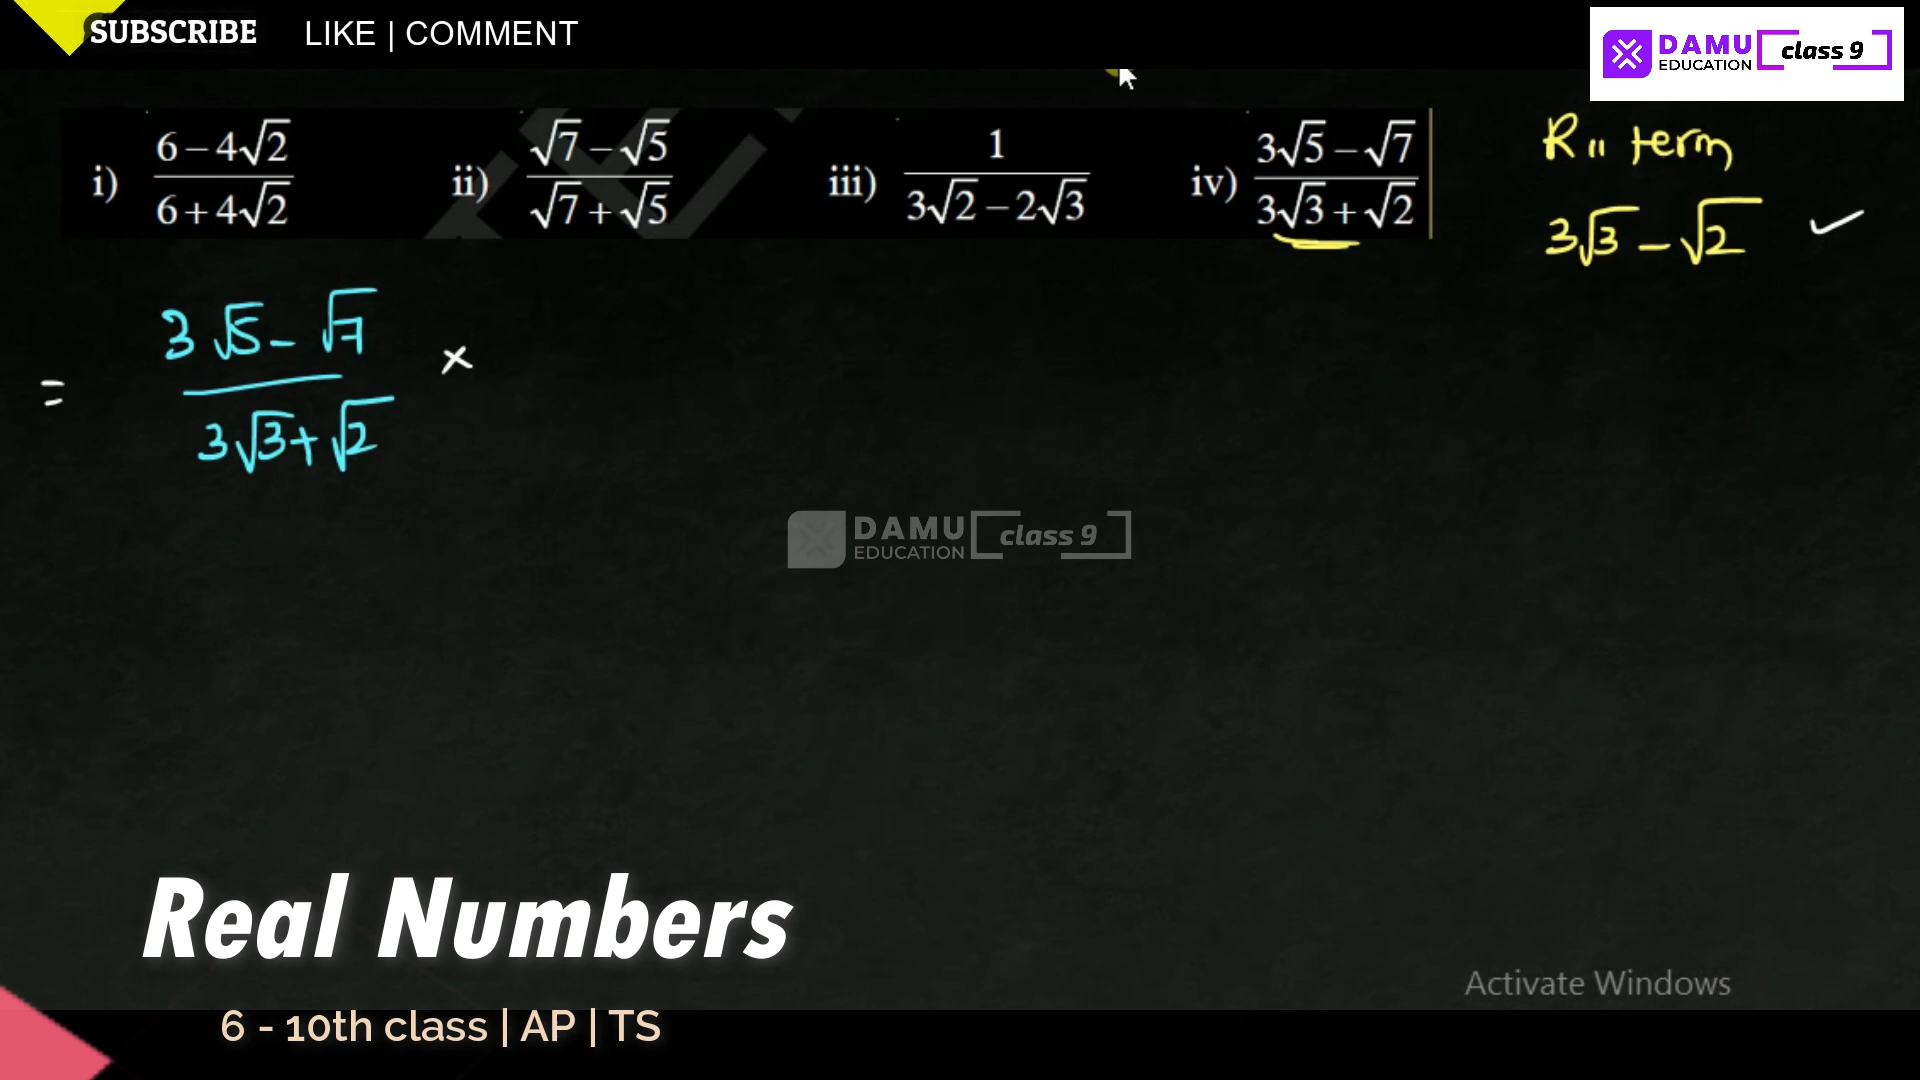 SUBSCRIBE LIKE | COMMENT
DAMU EDUCATION class 9
i) (6-4√2)/(6+4√2) ii) (√7-√5)/(√7+√5) iii) 1/(3√2-2√3) iv) (3√5-√7)/(3√3+√2)
R" term
3√3 - √2 ✓
= (3√5 - √7)/(3√3 + √2) ×
DAMU EDUCATION class 9
Real Numbers
Activate Windows
6 - 10th class | AP | TS